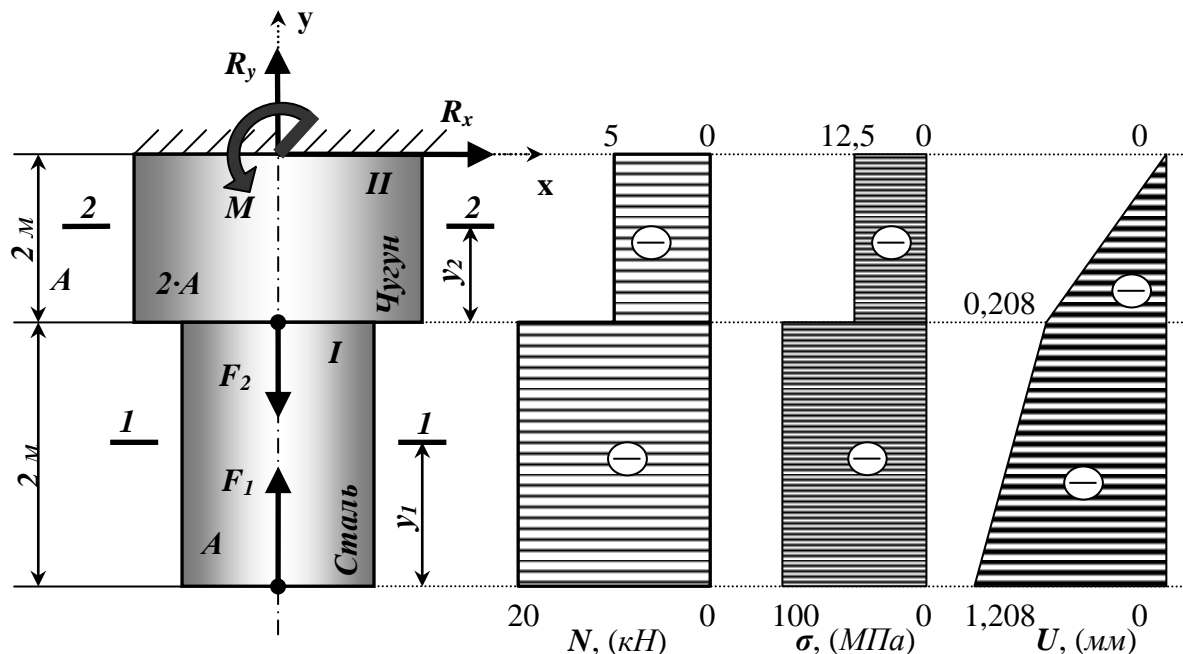 y
R_y
R_x
5 0
12,5 0
0
x
II
M
2
2
2 м
A
2·A
Чугун
y_2
0,208
I
F_2
1
1
2 м
F_1
y_1
A
Сталь
20 0
100 0
1,208 0
N, (кН)
σ, (МПа)
U, (мм)